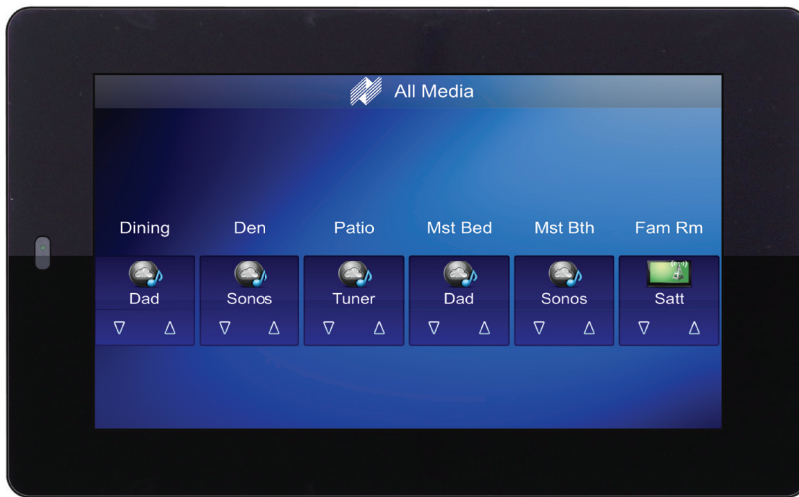 All Media
Dining Den Patio Mst Bed Mst Bth Fam Rm
Dad Sonos Tuner Dad Sonos Satt